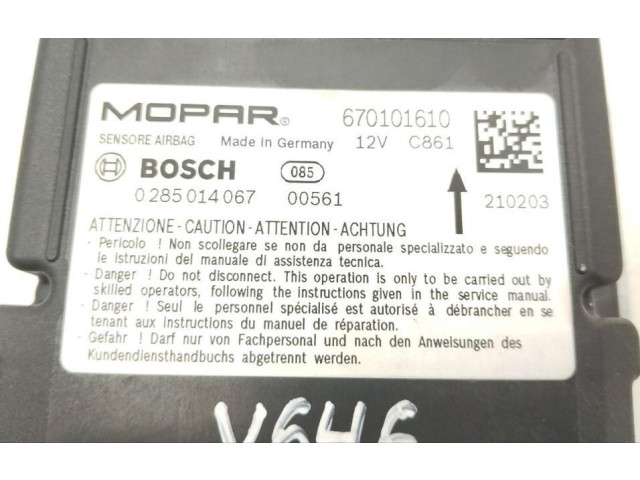 MOPAR® 670101610
SENSORE AIRBAG Made in Germany 12V C861
BOSCH 085
0 285 014 067 00561 210203
ATTENZIONE - CAUTION - ATTENTION - ACHTUNG
- Pericolo ! Non scollegare se non da personale specializzato e seguendo
le istruzioni del manuale di assistenza tecnica.
- Danger ! Do not disconnect. This operation is only to be carried out by
skilled operators, following the instructions given in the service manual.
- Danger ! Seul le personnel spécialisé est autorisé à débrancher en se
tenant aux instructions du manuel de réparation.
- Gefahr ! Darf nur von Fachpersonal und nach den Anweisungen des
Kundendiensthandbuchs abgetrennt werden.
V646